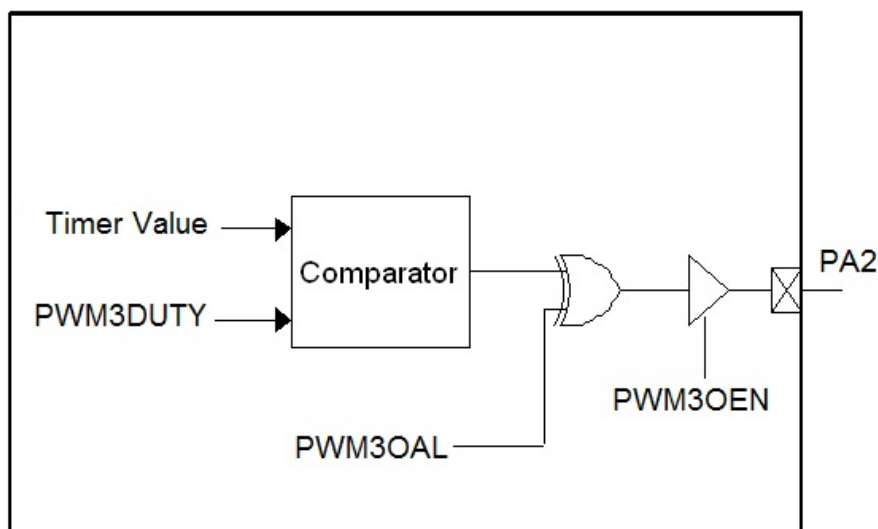 Timer Value
Comparator
PA2
PWM3DUTY
PWM3OEN
PWM3OAL